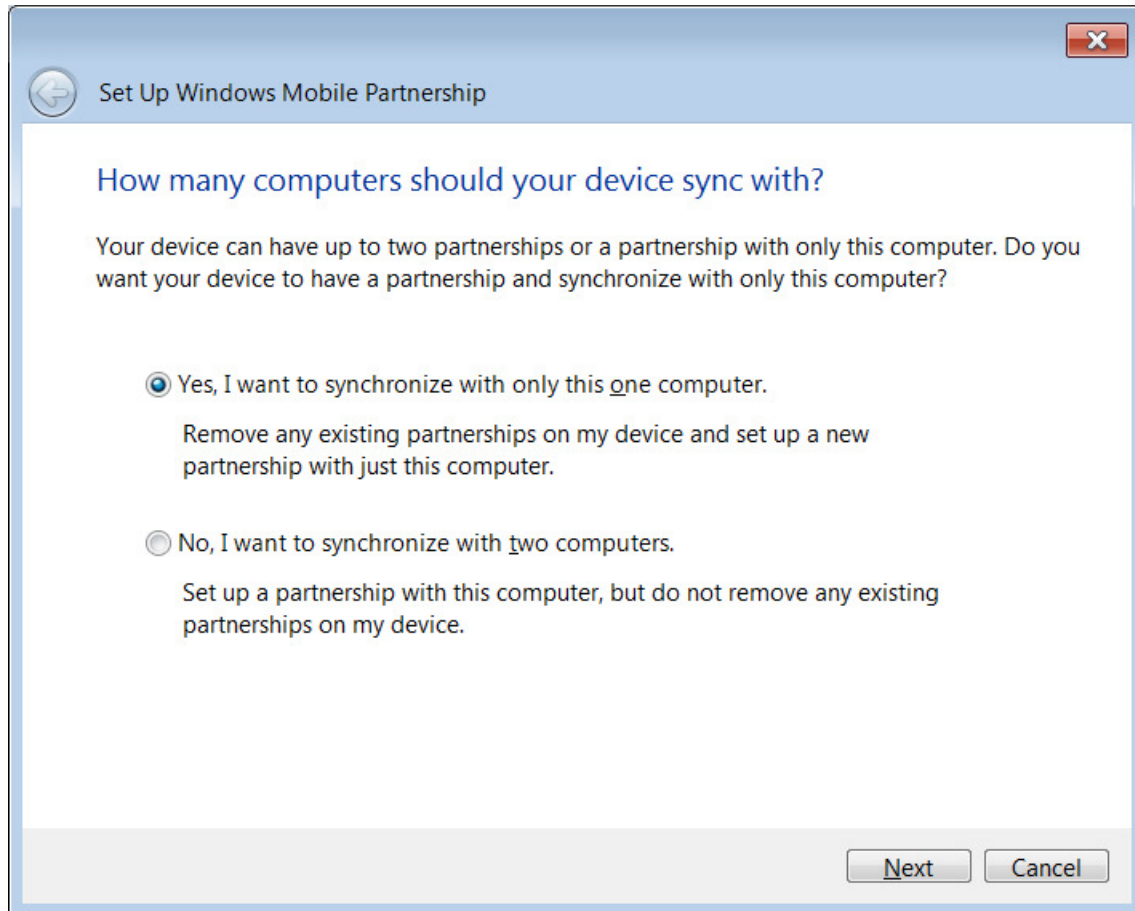 Set Up Windows Mobile Partnership
How many computers should your device sync with?
Your device can have up to two partnerships or a partnership with only this computer. Do you
want your device to have a partnership and synchronize with only this computer?
Yes, I want to synchronize with only this one computer.
Remove any existing partnerships on my device and set up a new
partnership with just this computer.
No, I want to synchronize with two computers.
Set up a partnership with this computer, but do not remove any existing
partnerships on my device.
Next Cancel